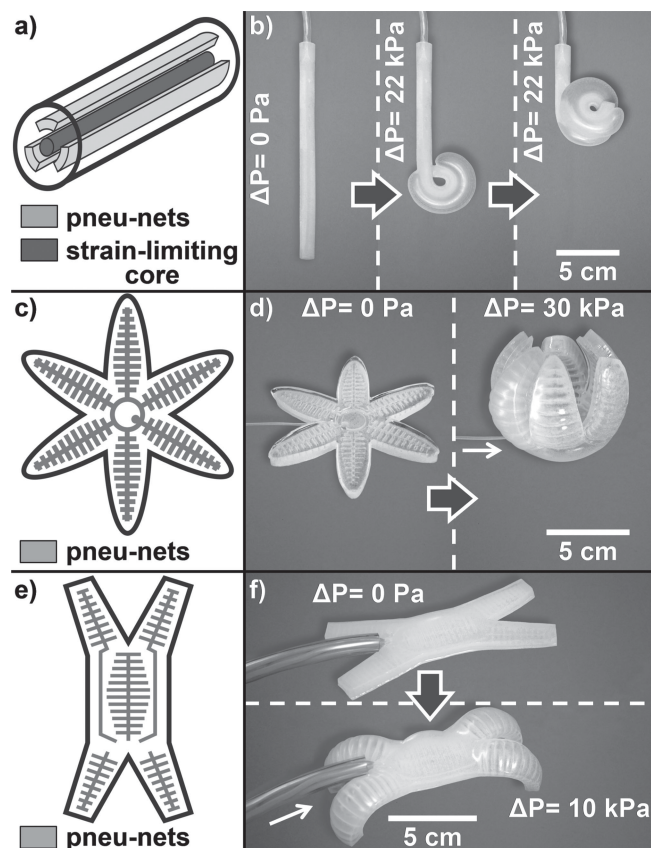 a)
pneu-nets
strain-limiting
core
b)
ΔP= 0 Pa
ΔP= 22 kPa
ΔP= 22 kPa
5 cm
c)
pneu-nets
d)
ΔP= 0 Pa
ΔP= 30 kPa
5 cm
e)
pneu-nets
f)
ΔP= 0 Pa
ΔP= 10 kPa
5 cm